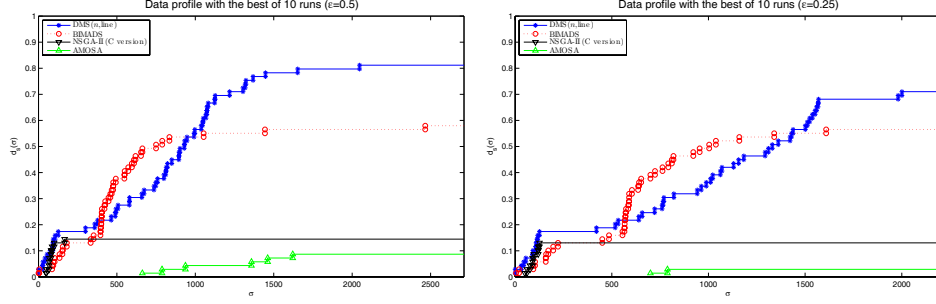 Data profile with the best of 10 runs (ε=0.5)
DMS(n,line)
BIMADS
NSGA-II (C version)
AMOSA
1
0.9
0.8
0.7
0.6
0.5
0.4
0.3
0.2
0.1
0
d_s(σ)
0 500 1000 1500 2000 2500
σ
Data profile with the best of 10 runs (ε=0.25)
DMS(n,line)
BIMADS
NSGA-II (C version)
AMOSA
1
0.9
0.8
0.7
0.6
0.5
0.4
0.3
0.2
0.1
0
d_s(σ)
0 500 1000 1500 2000
σ